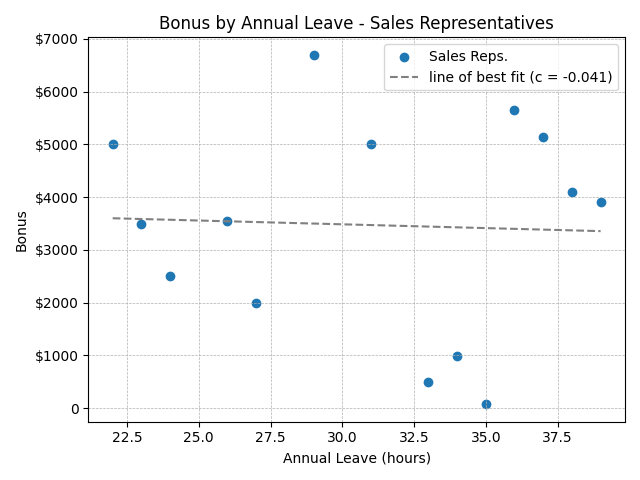 Bonus by Annual Leave - Sales Representatives
$7000
$6000
$5000
$4000
$3000
$2000
$1000
0
Bonus
Sales Reps.
line of best fit (c = -0.041)
22.5 25.0 27.5 30.0 32.5 35.0 37.5
Annual Leave (hours)